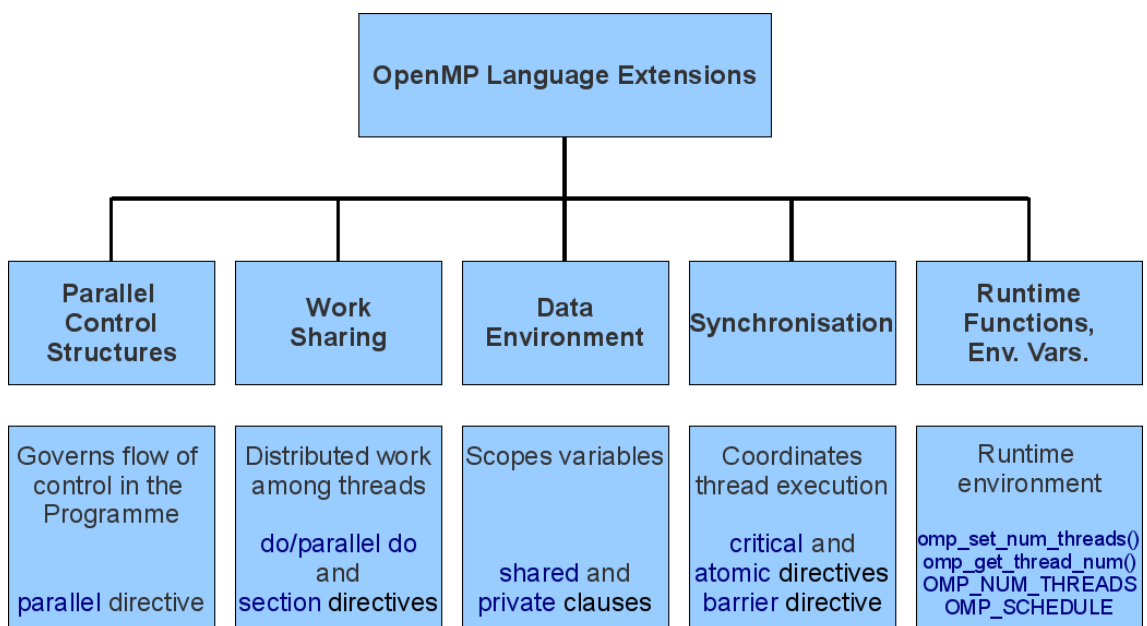 OpenMP Language Extensions
Parallel
Control
Structures
Work
Sharing
Data
Environment
Synchronisation
Runtime
Functions,
Env. Vars.
Governs flow of
control in the
Programme
parallel directive
Distributed work
among threads
do/parallel do
and
section directives
Scopes variables
shared and
private clauses
Coordinates
thread execution
critical and
atomic directives
barrier directive
Runtime
environment
omp_set_num_threads()
omp_get_thread_num()
OMP_NUM_THREADS
OMP_SCHEDULE